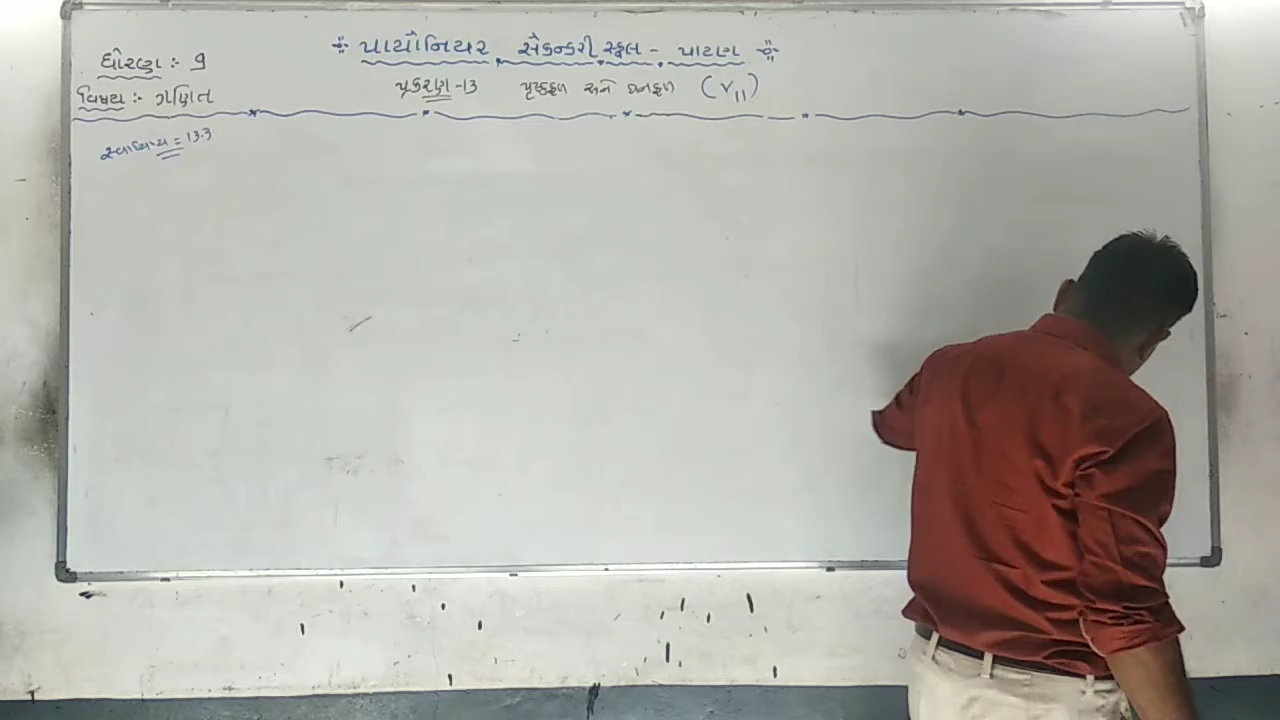 પાયોનિયર સેકન્ડરી સ્કૂલ - પાટણ
ધોરણ :- 9
પ્રકરણ -13 પૃષ્ઠફળ અને ઘનફળ (V11)
વિષય :- ગણિત
સ્વાધ્યાય = 13.3